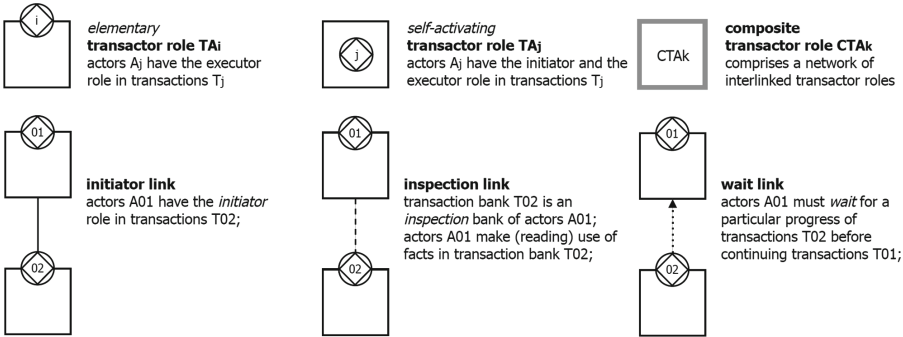 i
elementary
transactor role TAi
actors Aj have the executor
role in transactions Tj
j
self-activating
transactor role TAj
actors Aj have the initiator and the
executor role in transactions Tj
CTAk
composite
transactor role CTAk
comprises a network of
interlinked transactor roles
01
initiator link
actors A01 have the initiator
role in transactions T02;
02
01
inspection link
transaction bank T02 is an
inspection bank of actors A01;
actors A01 make (reading) use of
facts in transaction bank T02;
02
01
wait link
actors A01 must wait for a
particular progress of
transactions T02 before
continuing transactions T01;
02